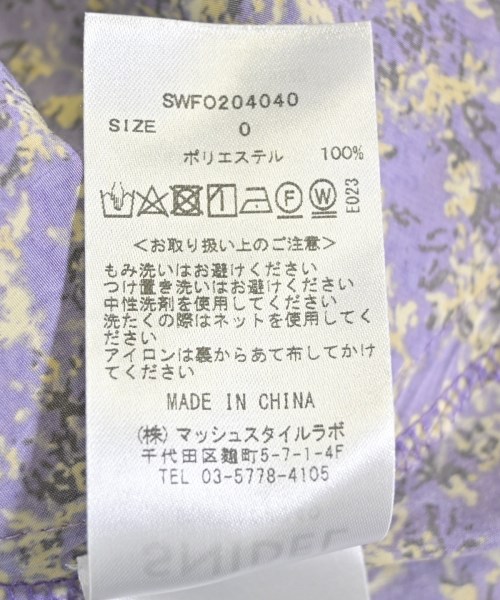 SWFO204040
SIZE 0
ポリエステル 100%
E023
＜お取り扱い上のご注意＞
もみ洗いはお避けください
つけ置き洗いはお避けください
中性洗剤を使用してください
洗たくの際はネットを使用してく
ださい
アイロンは裏からあて布してかけ
てください
MADE IN CHINA
(株) マッシュスタイルラボ
千代田区麹町5-7-1-4F
TEL 03-5778-4105
SNIDEL